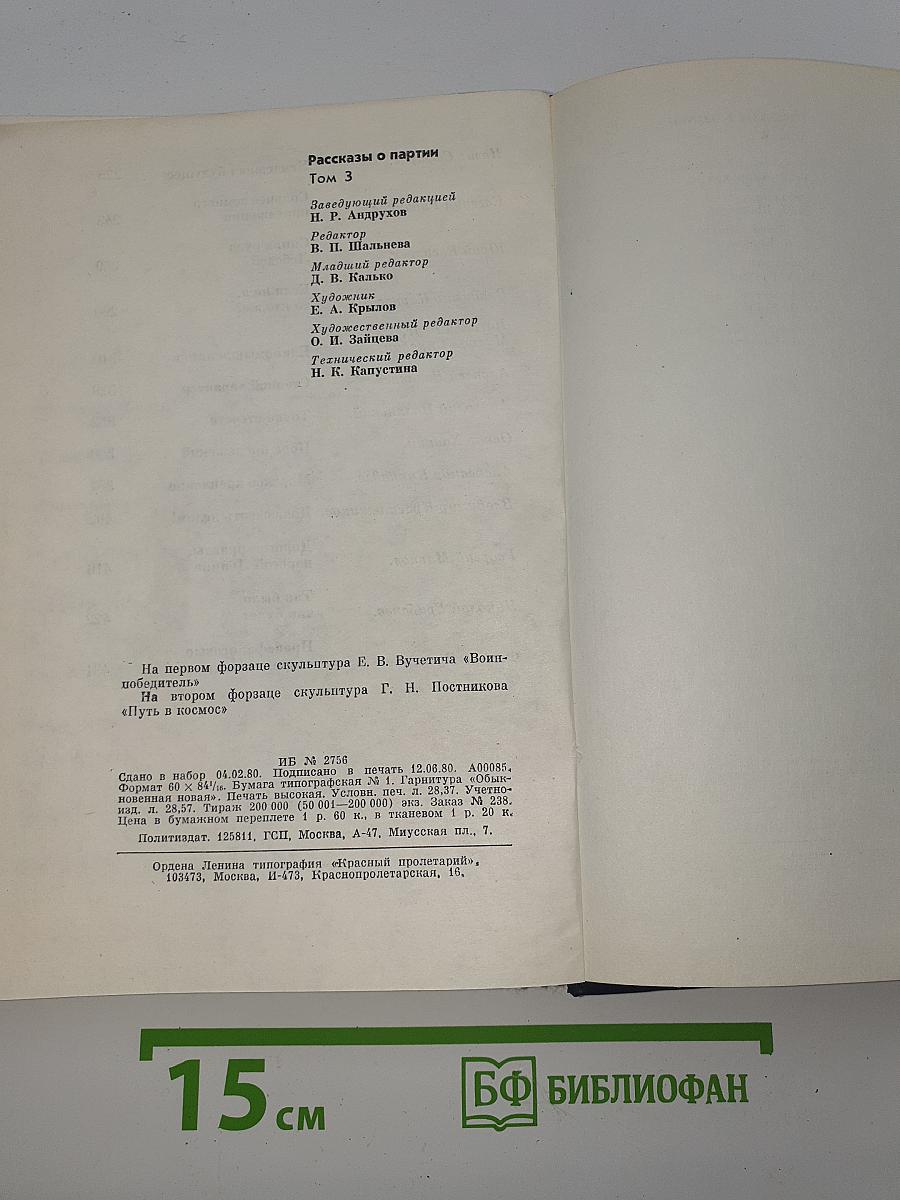 Рассказы о партии
Том 3
Заведующий редакцией
Н. Р. Андрухов
Редактор
В. П. Шальнева
Младший редактор
Д. В. Калько
Художник
Е. А. Крылов
Художественный редактор
О. И. Зайцева
Технический редактор
Н. К. Капустина
На первом форзаце скульптура Е. В. Вучетича «Воин-
победитель»
На втором форзаце скульптура Г. Н. Постникова
«Путь в космос»
ИБ № 2756
Сдано в набор 04.02.80. Подписано в печать 12.06.80. А00085.
Формат 60 × 84¹/₁₆. Бумага типографская № 1. Гарнитура «Обык-
новенная новая». Печать высокая. Условн. печ. л. 28,37. Учетно-
изд. л. 28,57. Тираж 200 000 (50 001—200 000) экз. Заказ № 238.
Цена в бумажном переплете 1 р. 60 к., в тканевом 1 р. 20 к.
Политиздат. 125811, ГСП, Москва, А-47, Миусская пл., 7.
Ордена Ленина типография «Красный пролетарий».
103473, Москва, И-473, Краснопролетарская, 16.
15 см
БФ БИБЛИОФАН